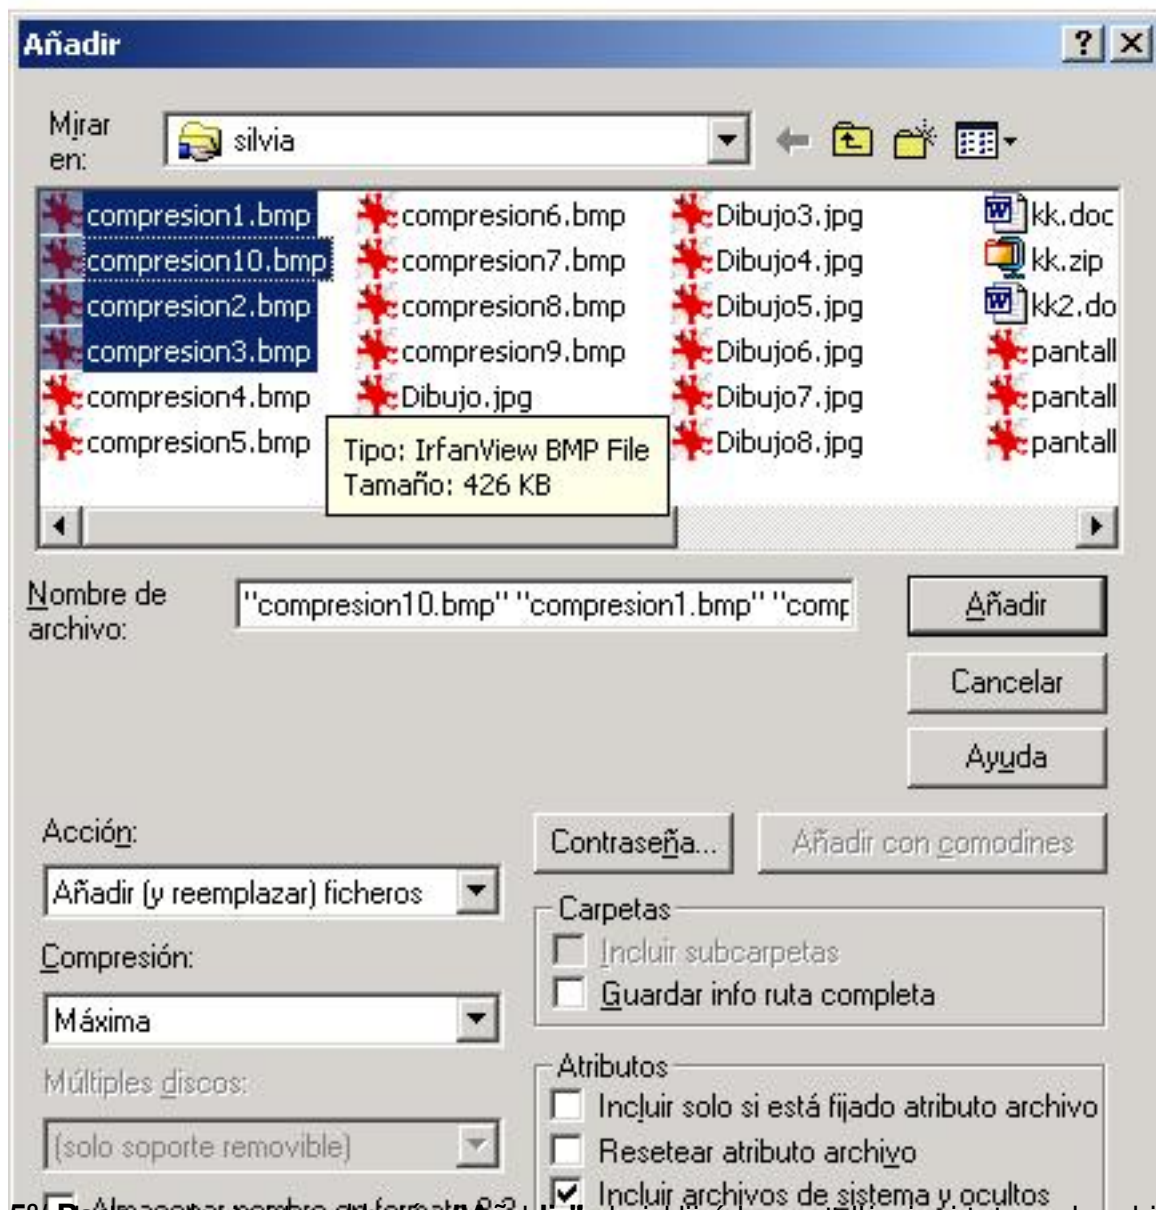 Añadir
Mirar en:
silvia
compresion1.bmp compresion6.bmp Dibujo3.jpg kk.doc
compresion10.bmp compresion7.bmp Dibujo4.jpg kk.zip
compresion2.bmp compresion8.bmp Dibujo5.jpg kk2.do
compresion3.bmp compresion9.bmp Dibujo6.jpg pantall
compresion4.bmp Dibujo.jpg Dibujo7.jpg pantall
compresion5.bmp Dibujo8.jpg pantall
Tipo: IrfanView BMP File
Tamaño: 426 KB
Nombre de archivo:
"compresion10.bmp" "compresion1.bmp" "comp
Añadir
Cancelar
Ayuda
Acción:
Contraseña...
Añadir con comodines
Añadir (y reemplazar) ficheros
Carpetas
Incluir subcarpetas
Compresión:
Guardar info ruta completa
Máxima
Múltiples discos:
Atributos
Incluir solo si está fijado atributo archivo
(solo soporte removible)
Resetear atributo archivo
Incluir archivos de sistema y ocultos